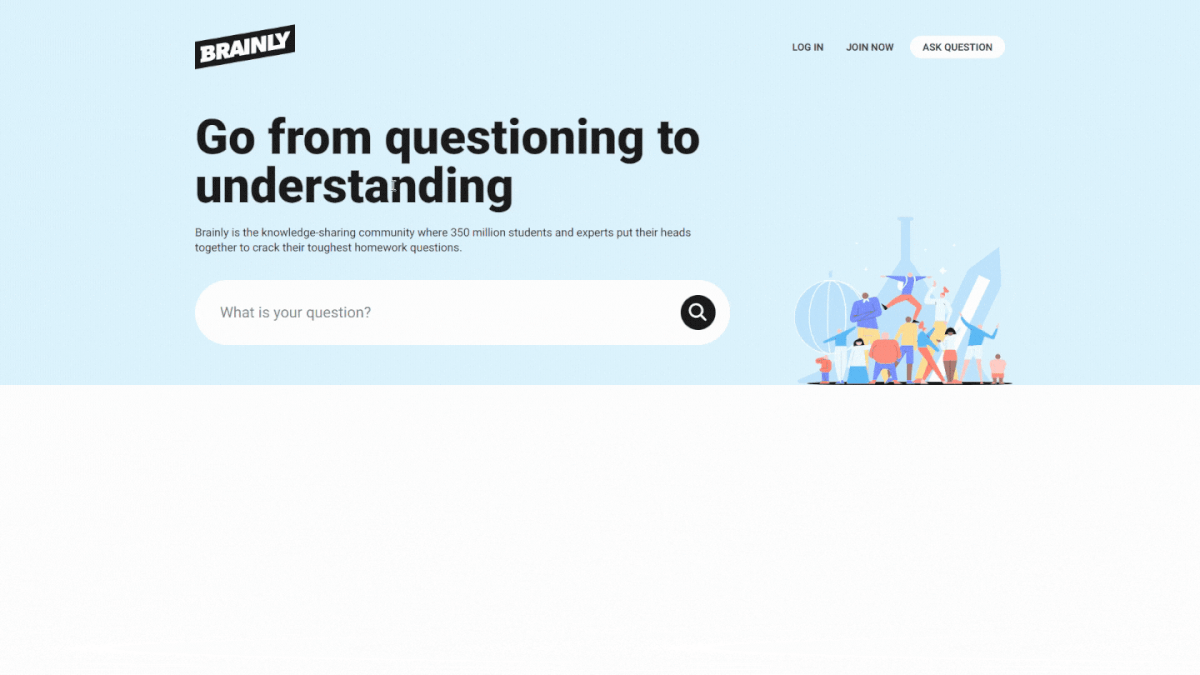 BRAINLY
LOG IN JOIN NOW ASK QUESTION
Go from questioning to
understanding
Brainly is the knowledge-sharing community where 350 million students and experts put their heads
together to crack their toughest homework questions.
What is your question?